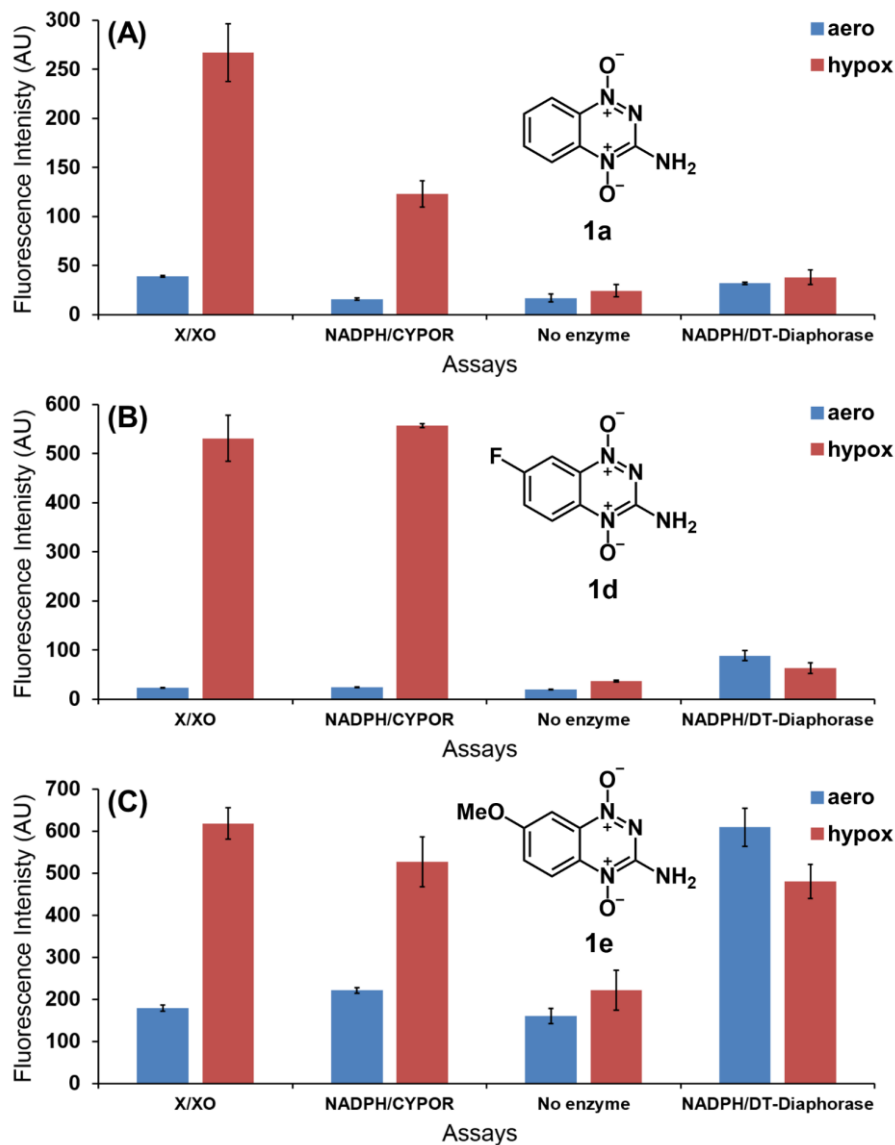 (A)
aero
hypox
Fluorescence Intenisty (AU)
300
250
200
150
100
50
0
O−
N
+
N
N
+
NH2
O−
1a
X/XO
NADPH/CYPOR
No enzyme
NADPH/DT-Diaphorase
Assays
(B)
aero
hypox
Fluorescence Intenisty (AU)
600
500
400
300
200
100
0
O−
F
N
+
N
N
+
NH2
O−
1d
X/XO
NADPH/CYPOR
No enzyme
NADPH/DT-Diaphorase
Assays
(C)
aero
hypox
Fluorescence Intenisty (AU)
700
600
500
400
300
200
100
0
O−
MeO
N
+
N
N
+
NH2
O−
1e
X/XO
NADPH/CYPOR
No enzyme
NADPH/DT-Diaphorase
Assays